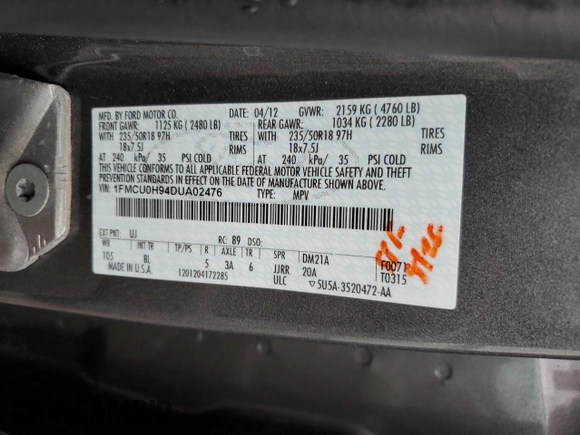 MFD. BY FORD MOTOR CO. DATE: 04/12 GVWR: 2159 KG ( 4760 LB)
FRONT GAWR: 1125 KG ( 2480 LB) REAR GAWR: 1034 KG ( 2280 LB)
WITH 235/50R18 97H TIRES WITH 235/50R18 97H TIRES
18x7.5J RIMS 18x7.5J RIMS
AT 240 kPa/ 35 PSI COLD AT 240 kPa/ 35 PSI COLD
THIS VEHICLE CONFORMS TO ALL APPLICABLE FEDERAL MOTOR VEHICLE SAFETY AND THEFT
PREVENTION STANDARDS IN EFFECT ON THE DATE OF MANUFACTURE SHOWN ABOVE.
VIN: 1FMCU0H94DUA02476 TYPE: MPV
EXT PNT: UJ RC: 89 DSO:
WB INT TR TP/PS R AXLE TR SPR DM21A F0071
105 BL 5 3A 6 JJRR 20A T0315
MADE IN U.S.A. 1201204172285 ULC ▽5U5A-3520472-AA